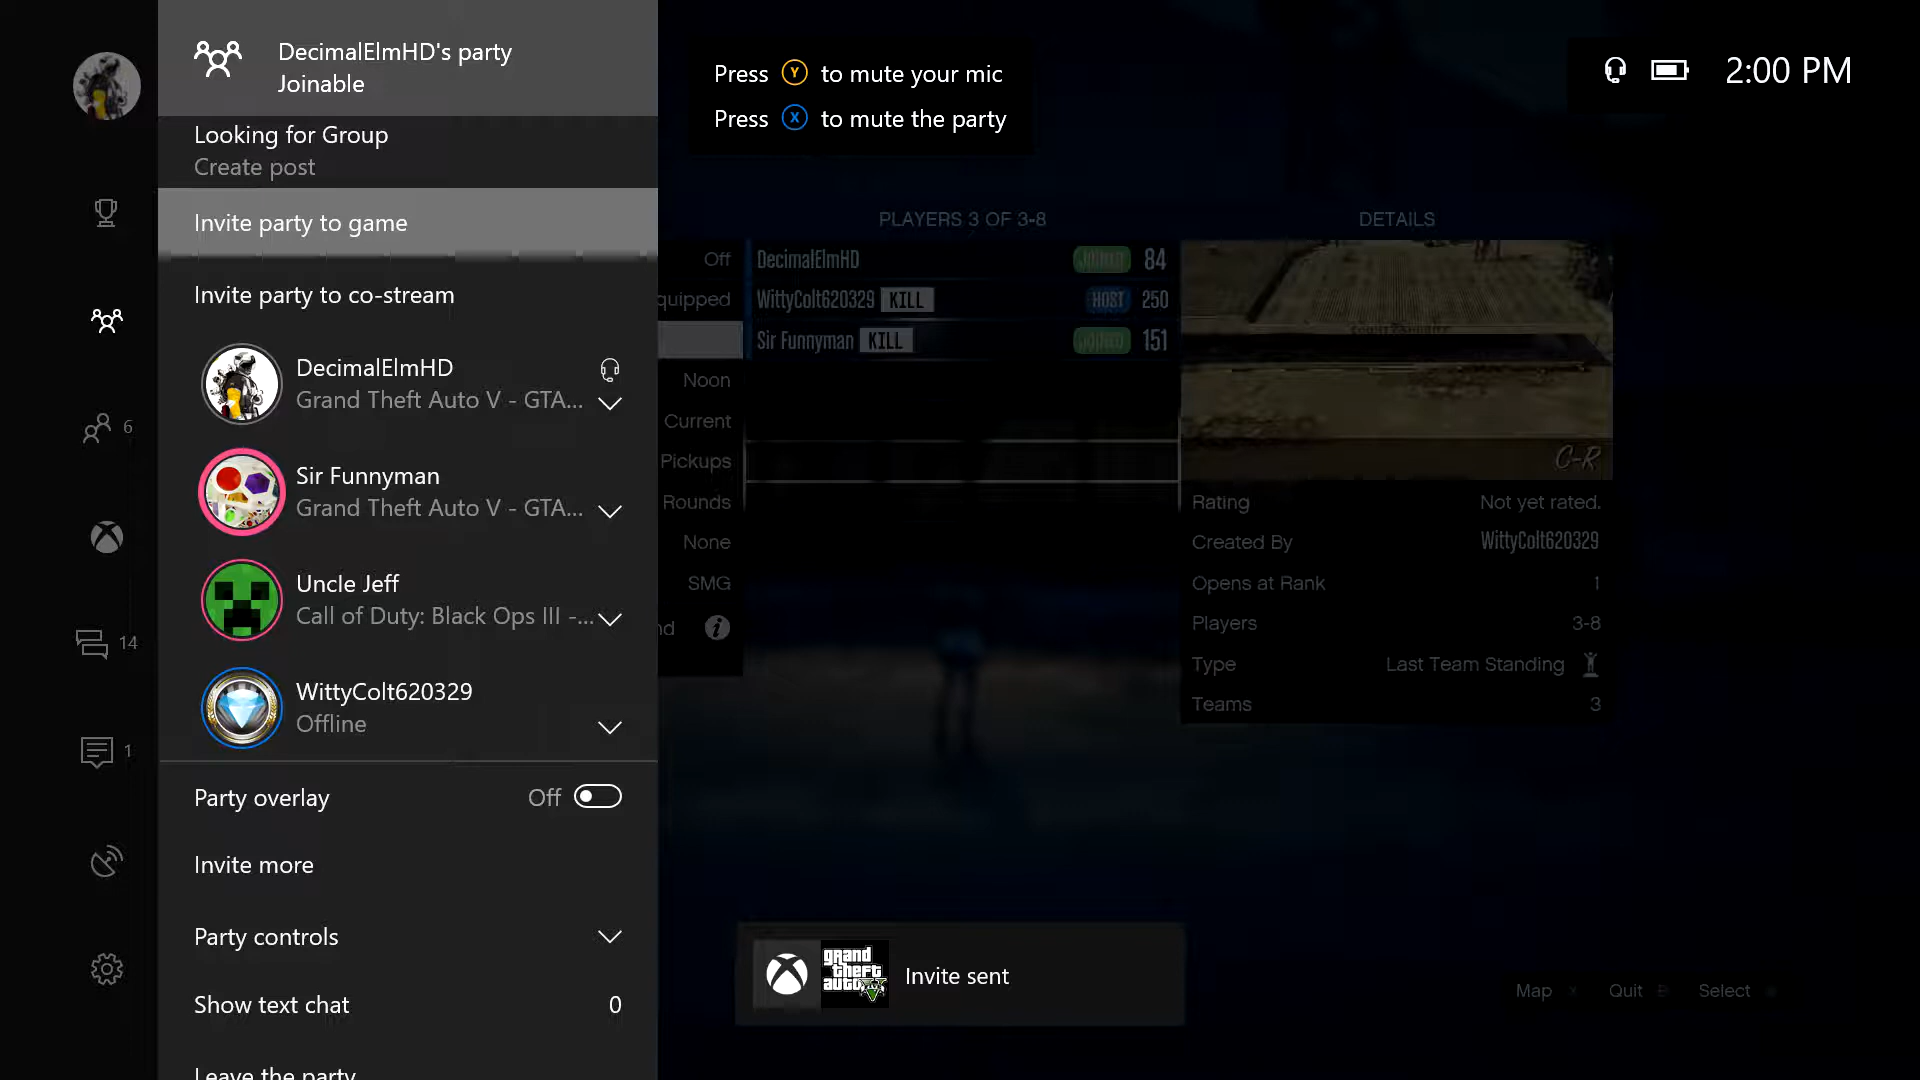 DecimalElmHD's party
Joinable
Looking for Group
Create post
Invite party to game
Invite party to co-stream
DecimalElmHD
Grand Theft Auto V - GTA...
Sir Funnyman
Grand Theft Auto V - GTA...
Uncle Jeff
Call of Duty: Black Ops III -...
WittyColt620329
Offline
Party overlay Off
Invite more
Party controls
Show text chat 0
Leave the party
6
14
1
Press Y to mute your mic
Press X to mute the party
2:00 PM
PLAYERS 3 OF 3-8
DETAILS
Off
quipped
Noon
Current
Pickups
Rounds
None
SMG
nd
DecimalElmHD JOINED 84
WittyColt620329 KILL HOST 250
Sir Funnyman KILL JOINED 151
C-R
Rating Not yet rated.
Created By WittyColt620329
Opens at Rank 1
Players 3-8
Type Last Team Standing
Teams 3
grand
theft
auto V
Invite sent
Map Quit Select